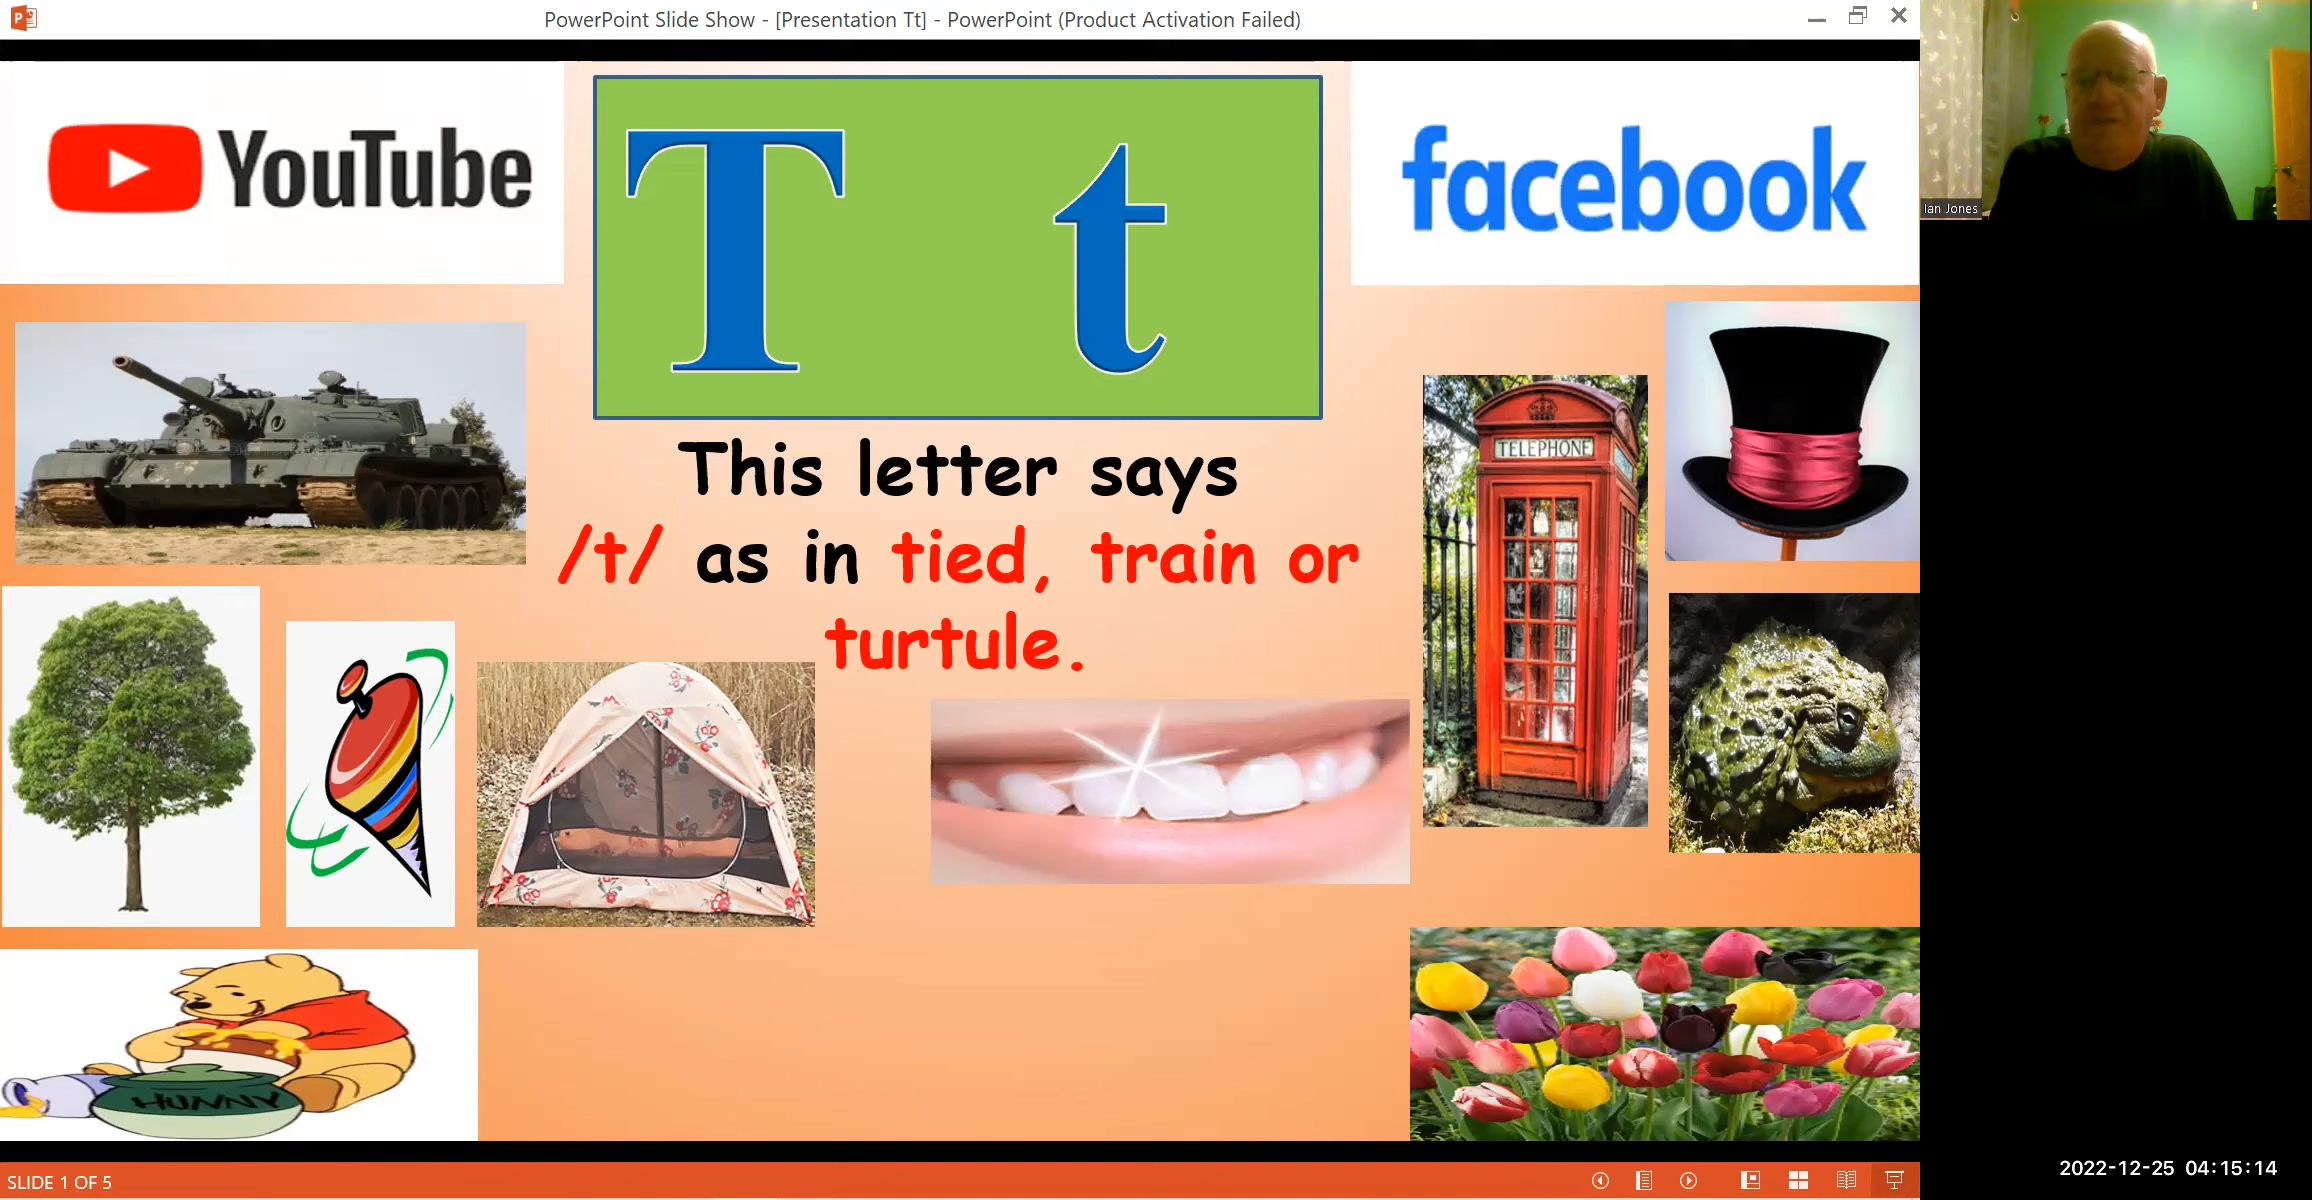 PowerPoint Slide Show - [Presentation Tt] - PowerPoint (Product Activation Failed)
YouTube
T t
facebook
Ian Jones
This letter says
/t/ as in tied, train or
turtule.
TELEPHONE
HUNNY
SLIDE 1 OF 5
2022-12-25 04:15:14